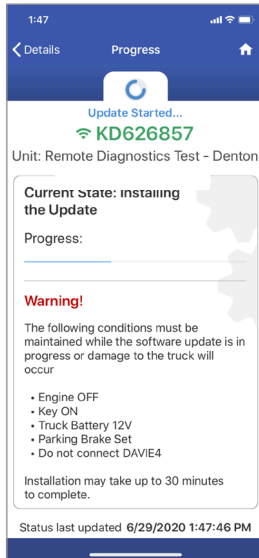 1:47
Details Progress
Update Started...
KD626857
Unit: Remote Diagnostics Test - Denton
Current State: Installing
the Update
Progress:
Warning!
The following conditions must be
maintained while the software update is in
progress or damage to the truck will
occur
• Engine OFF
• Key ON
• Truck Battery 12V
• Parking Brake Set
• Do not connect DAVIE4
Installation may take up to 30 minutes
to complete.
Status last updated 6/29/2020 1:47:46 PM